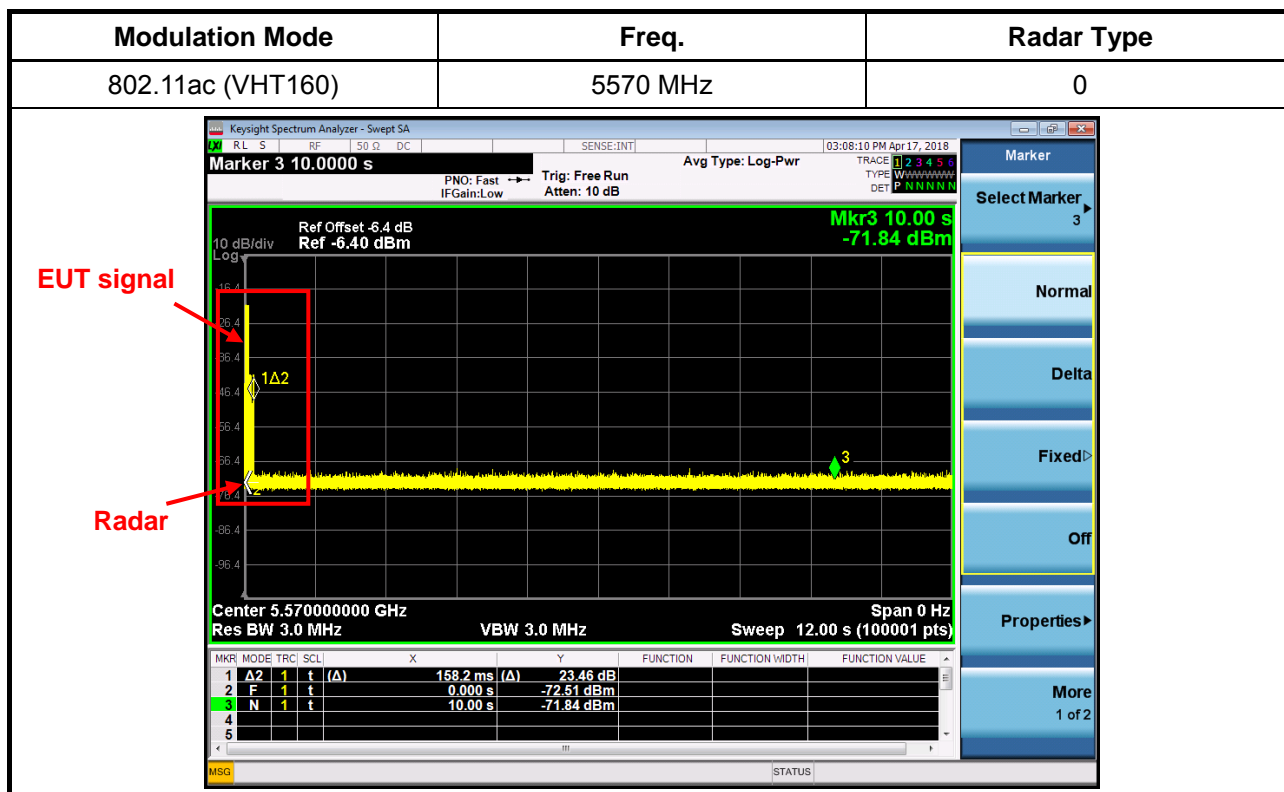 Modulation Mode Freq. Radar Type
802.11ac (VHT160) 5570 MHz 0
Keysight Spectrum Analyzer - Swept SA
LXI RL S RF 50 Ω DC SENSE:INT 03:08:10 PM Apr 17, 2018
Marker 3 10.0000 s
PNO: Fast
IFGain:Low
Trig: Free Run
Atten: 10 dB
Avg Type: Log-Pwr
TRACE 1 2 3 4 5 6
TYPE WWWWWW
DET P N N N N N
Marker
Select Marker
3
Normal
Delta
Fixed
Off
Properties
More
1 of 2
Ref Offset -6.4 dB
10 dB/div Ref -6.40 dBm
Log
Mkr3 10.00 s
-71.84 dBm
EUT signal
Radar
-16.4
-26.4
-36.4
-46.4
-56.4
-66.4
-76.4
-86.4
-96.4
1Δ2
2
3
Center 5.570000000 GHz Span 0 Hz
Res BW 3.0 MHz VBW 3.0 MHz Sweep 12.00 s (100001 pts)
MKR MODE TRC SCL X Y FUNCTION FUNCTION WIDTH FUNCTION VALUE
1 Δ2 1 t (Δ) 158.2 ms (Δ) 23.46 dB
2 F 1 t 0.000 s -72.51 dBm
3 N 1 t 10.00 s -71.84 dBm
4
5
MSG STATUS